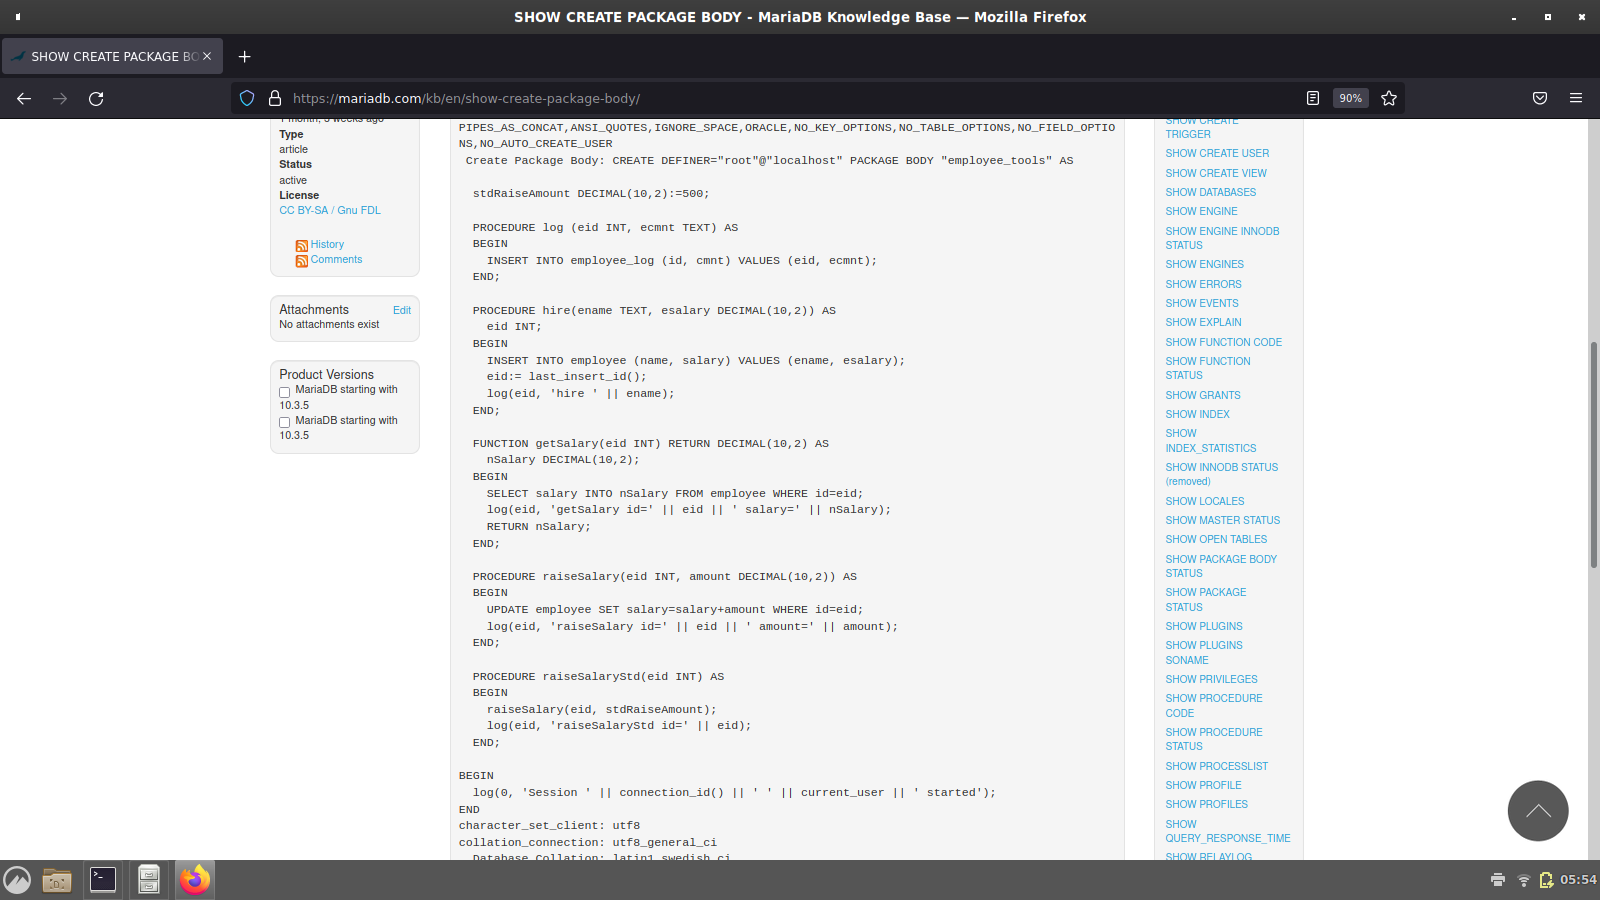 SHOW CREATE PACKAGE BODY - MariaDB Knowledge Base — Mozilla Firefox
SHOW CREATE PACKAGE BO
https://mariadb.com/kb/en/show-create-package-body/
90%
1 month, 3 weeks ago
Type
article
Status
active
License
CC BY-SA / Gnu FDL
History
Comments
Attachments
Edit
No attachments exist
Product Versions
MariaDB starting with
10.3.5
MariaDB starting with
10.3.5
PIPES_AS_CONCAT,ANSI_QUOTES,IGNORE_SPACE,ORACLE,NO_KEY_OPTIONS,NO_TABLE_OPTIONS,NO_FIELD_OPTIO
NS,NO_AUTO_CREATE_USER
Create Package Body: CREATE DEFINER="root"@"localhost" PACKAGE BODY "employee_tools" AS
stdRaiseAmount DECIMAL(10,2):=500;
PROCEDURE log (eid INT, ecmnt TEXT) AS
BEGIN
INSERT INTO employee_log (id, cmnt) VALUES (eid, ecmnt);
END;
PROCEDURE hire(ename TEXT, esalary DECIMAL(10,2)) AS
eid INT;
BEGIN
INSERT INTO employee (name, salary) VALUES (ename, esalary);
eid:= last_insert_id();
log(eid, 'hire ' || ename);
END;
FUNCTION getSalary(eid INT) RETURN DECIMAL(10,2) AS
nSalary DECIMAL(10,2);
BEGIN
SELECT salary INTO nSalary FROM employee WHERE id=eid;
log(eid, 'getSalary id=' || eid || ' salary=' || nSalary);
RETURN nSalary;
END;
PROCEDURE raiseSalary(eid INT, amount DECIMAL(10,2)) AS
BEGIN
UPDATE employee SET salary=salary+amount WHERE id=eid;
log(eid, 'raiseSalary id=' || eid || ' amount=' || amount);
END;
PROCEDURE raiseSalaryStd(eid INT) AS
BEGIN
raiseSalary(eid, stdRaiseAmount);
log(eid, 'raiseSalaryStd id=' || eid);
END;
BEGIN
log(0, 'Session ' || connection_id() || ' ' || current_user || ' started');
END
character_set_client: utf8
collation_connection: utf8_general_ci
Database Collation: latin1_swedish_ci
SHOW CREATE
TRIGGER
SHOW CREATE USER
SHOW CREATE VIEW
SHOW DATABASES
SHOW ENGINE
SHOW ENGINE INNODB
STATUS
SHOW ENGINES
SHOW ERRORS
SHOW EVENTS
SHOW EXPLAIN
SHOW FUNCTION CODE
SHOW FUNCTION
STATUS
SHOW GRANTS
SHOW INDEX
SHOW
INDEX_STATISTICS
SHOW INNODB STATUS
(removed)
SHOW LOCALES
SHOW MASTER STATUS
SHOW OPEN TABLES
SHOW PACKAGE BODY
STATUS
SHOW PACKAGE
STATUS
SHOW PLUGINS
SHOW PLUGINS
SONAME
SHOW PRIVILEGES
SHOW PROCEDURE
CODE
SHOW PROCEDURE
STATUS
SHOW PROCESSLIST
SHOW PROFILE
SHOW PROFILES
SHOW
QUERY_RESPONSE_TIME
SHOW RELAYLOG
05:54